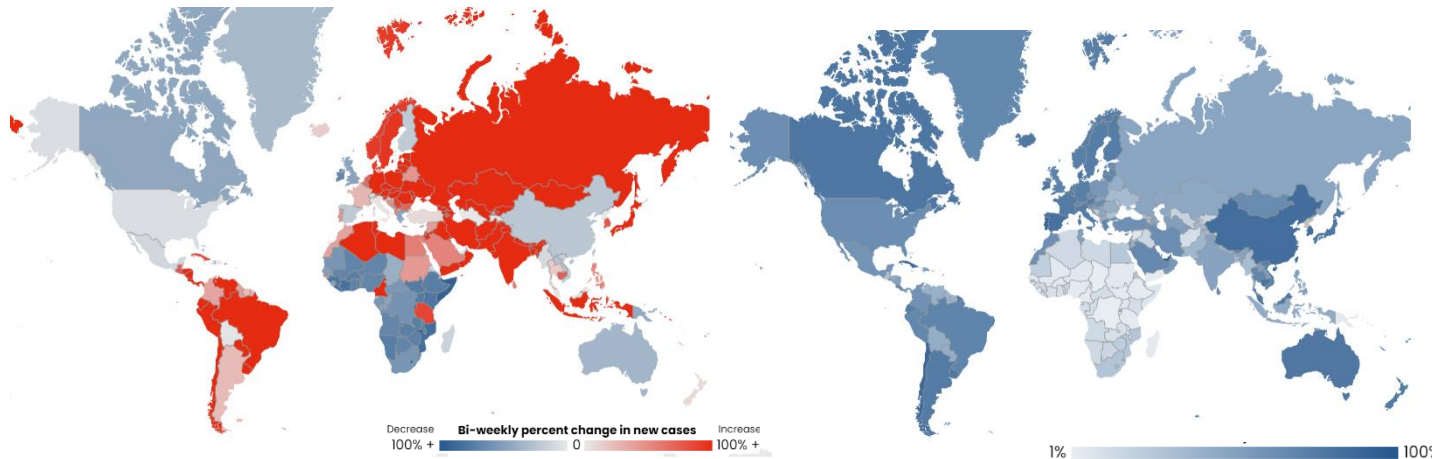 Decrease Bi-weekly percent change in new cases Increase
100% + 0 100% +
1% 100%